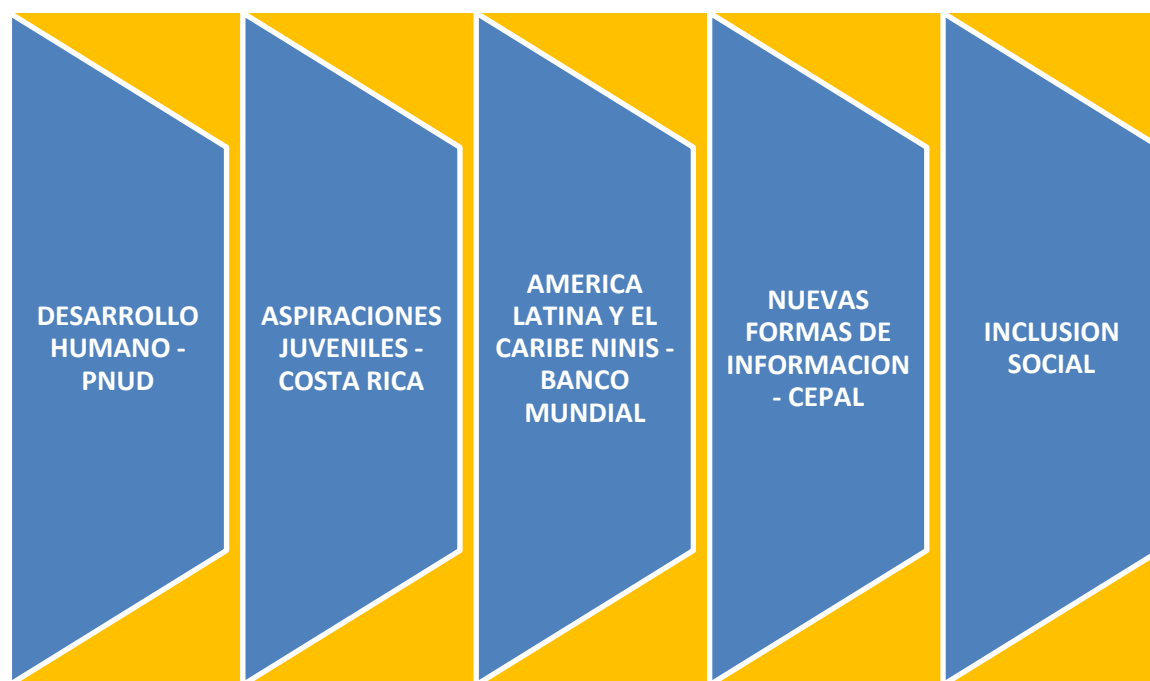 DESARROLLO
HUMANO -
PNUD
ASPIRACIONES
JUVENILES -
COSTA RICA
AMERICA
LATINA Y EL
CARIBE NINIS -
BANCO
MUNDIAL
NUEVAS
FORMAS DE
INFORMACION
- CEPAL
INCLUSION
SOCIAL